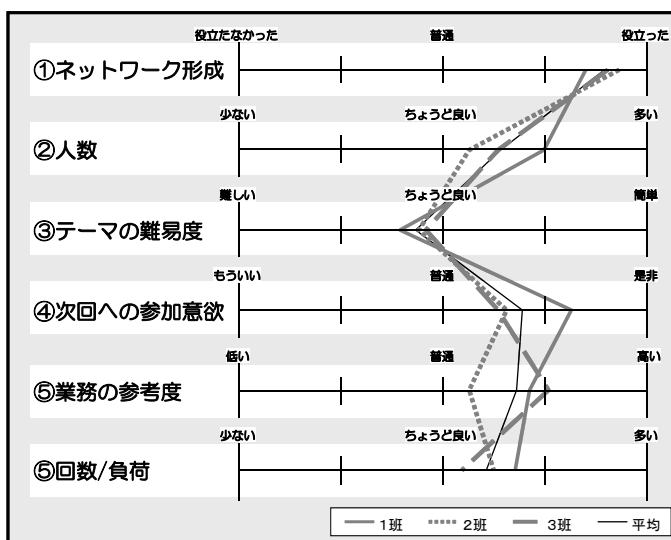 役立たなかった 普通 役立った
①ネットワーク形成
少ない ちょうど良い 多い
②人数
難しい ちょうど良い 簡単
③テーマの難易度
もういい 普通 是非
④次回への参加意欲
低い 普通 高い
⑤業務の参考度
少ない ちょうど良い 多い
⑤回数/負荷
1班 2班 3班 平均